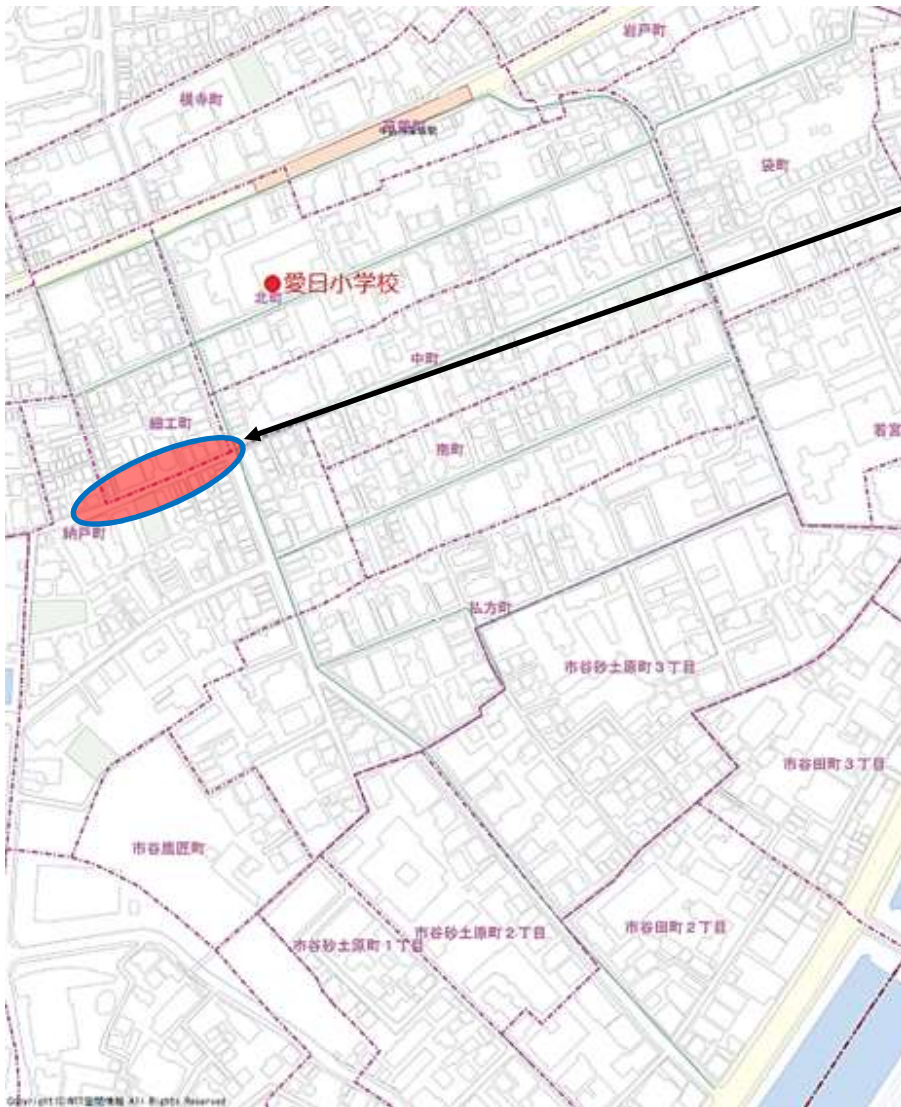 岩戸町
横寺町
袋町
愛日小学校
北町
中町
細工町
南町
若宮
納戸町
払方町
市谷砂土原町3丁目
市谷田町3丁目
市谷鷹匠町
市谷砂土原町1丁目
市谷砂土原町2丁目
市谷田町2丁目